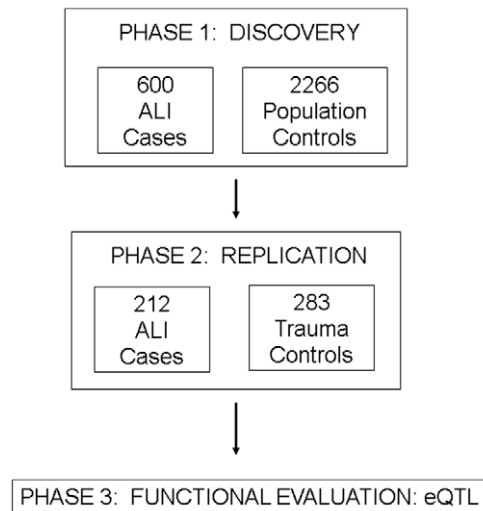 PHASE 1: DISCOVERY
600
ALI
Cases
2266
Population
Controls
PHASE 2: REPLICATION
212
ALI
Cases
283
Trauma
Controls
PHASE 3: FUNCTIONAL EVALUATION: eQTL